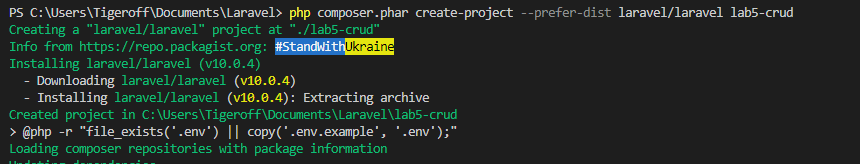 PS C:\Users\Tigeroff\Documents\Laravel> php composer.phar create-project --prefer-dist laravel/laravel lab5-crud
Creating a "laravel/laravel" project at "./lab5-crud"
Info from https://repo.packagist.org: #StandWithUkraine
Installing laravel/laravel (v10.0.4)
  - Downloading laravel/laravel (v10.0.4)
  - Installing laravel/laravel (v10.0.4): Extracting archive
Created project in C:\Users\Tigeroff\Documents\Laravel\lab5-crud
> @php -r "file_exists('.env') || copy('.env.example', '.env');"
Loading composer repositories with package information
Updating dependencies